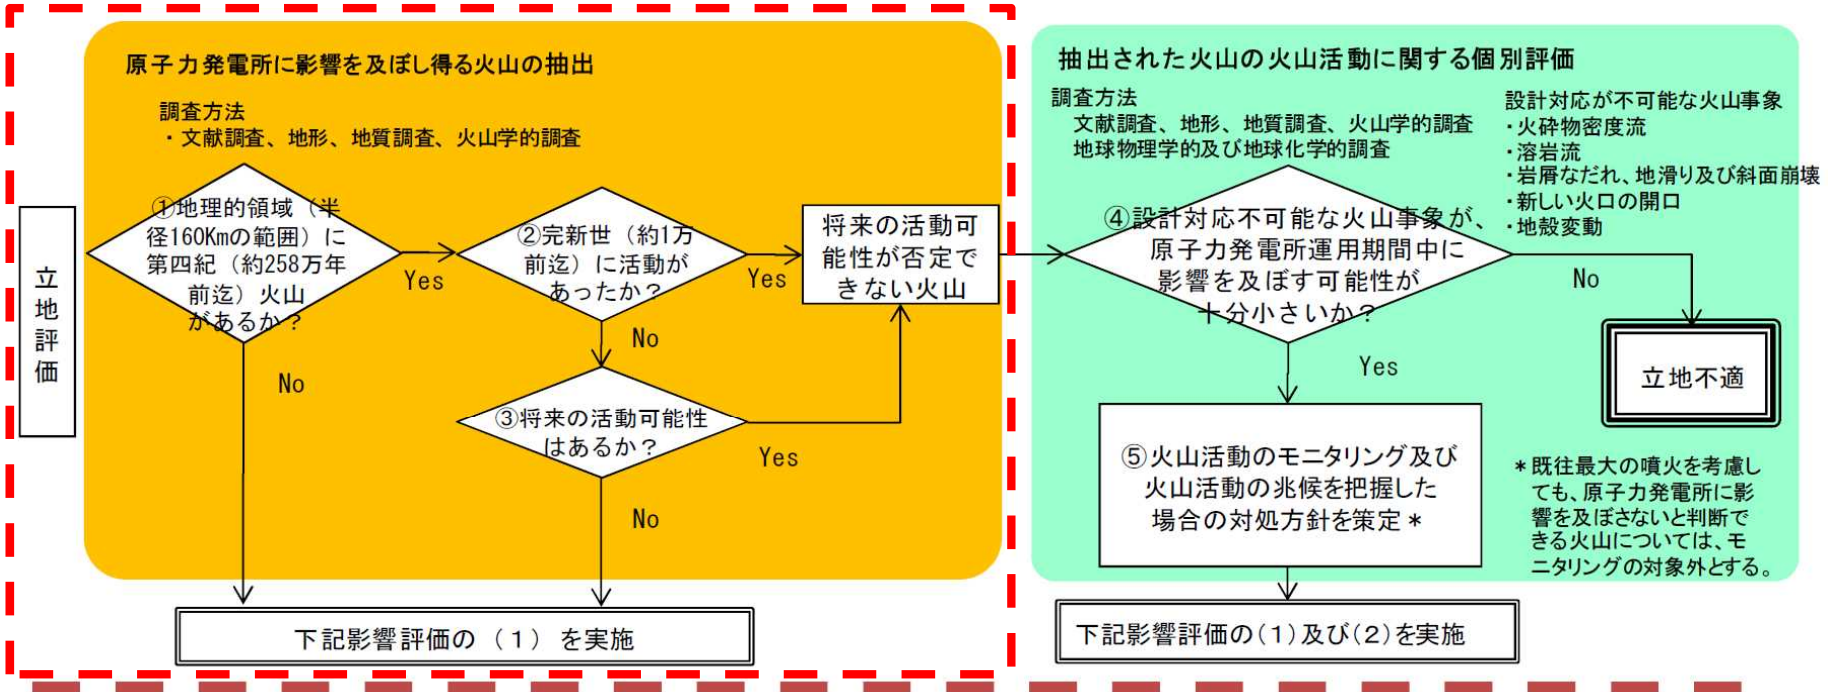 立地評価
原子力発電所に影響を及ぼし得る火山の抽出
調査方法
・文献調査、地形、地質調査、火山学的調査
①地理的領域（半
径160Kmの範囲）に
第四紀（約258万年
前迄）火山
があるか？
Yes
No
②完新世（約1万
前迄）に活動が
あったか？
Yes
No
将来の活動可
能性が否定で
きない火山
③将来の活動可能性
はあるか？
Yes
No
下記影響評価の（１）を実施
抽出された火山の火山活動に関する個別評価
調査方法
文献調査、地形、地質調査、火山学的調査
地球物理学的及び地球化学的調査
設計対応が不可能な火山事象
・火砕物密度流
・溶岩流
・岩屑なだれ、地滑り及び斜面崩壊
・新しい火口の開口
・地殻変動
④設計対応不可能な火山事象が、
原子力発電所運用期間中に
影響を及ぼす可能性が
十分小さいか？
No
Yes
立地不適
⑤火山活動のモニタリング及び
火山活動の兆候を把握した
場合の対処方針を策定＊
＊既往最大の噴火を考慮し
ても、原子力発電所に影
響を及ぼさないと判断で
きる火山については、モ
ニタリングの対象外とする。
下記影響評価の(１)及び(２)を実施